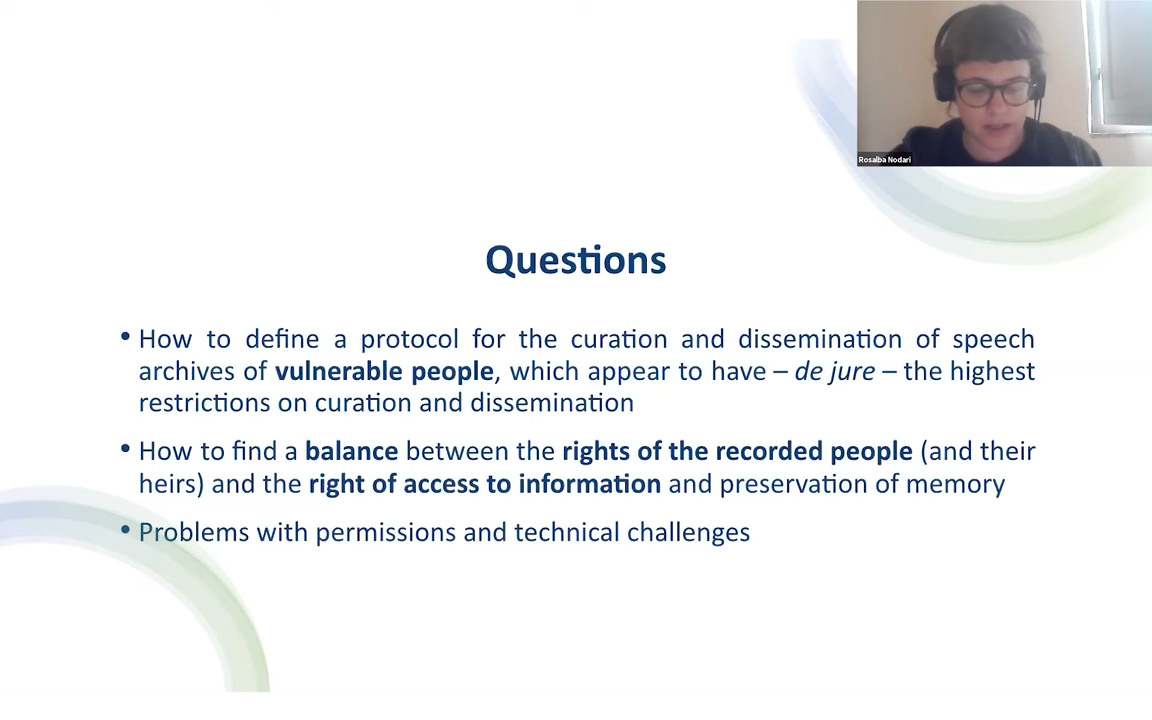 Rosalba Nodari
Questions
• How to define a protocol for the curation and dissemination of speech
archives of vulnerable people, which appear to have – de jure – the highest
restrictions on curation and dissemination
• How to find a balance between the rights of the recorded people (and their
heirs) and the right of access to information and preservation of memory
• Problems with permissions and technical challenges